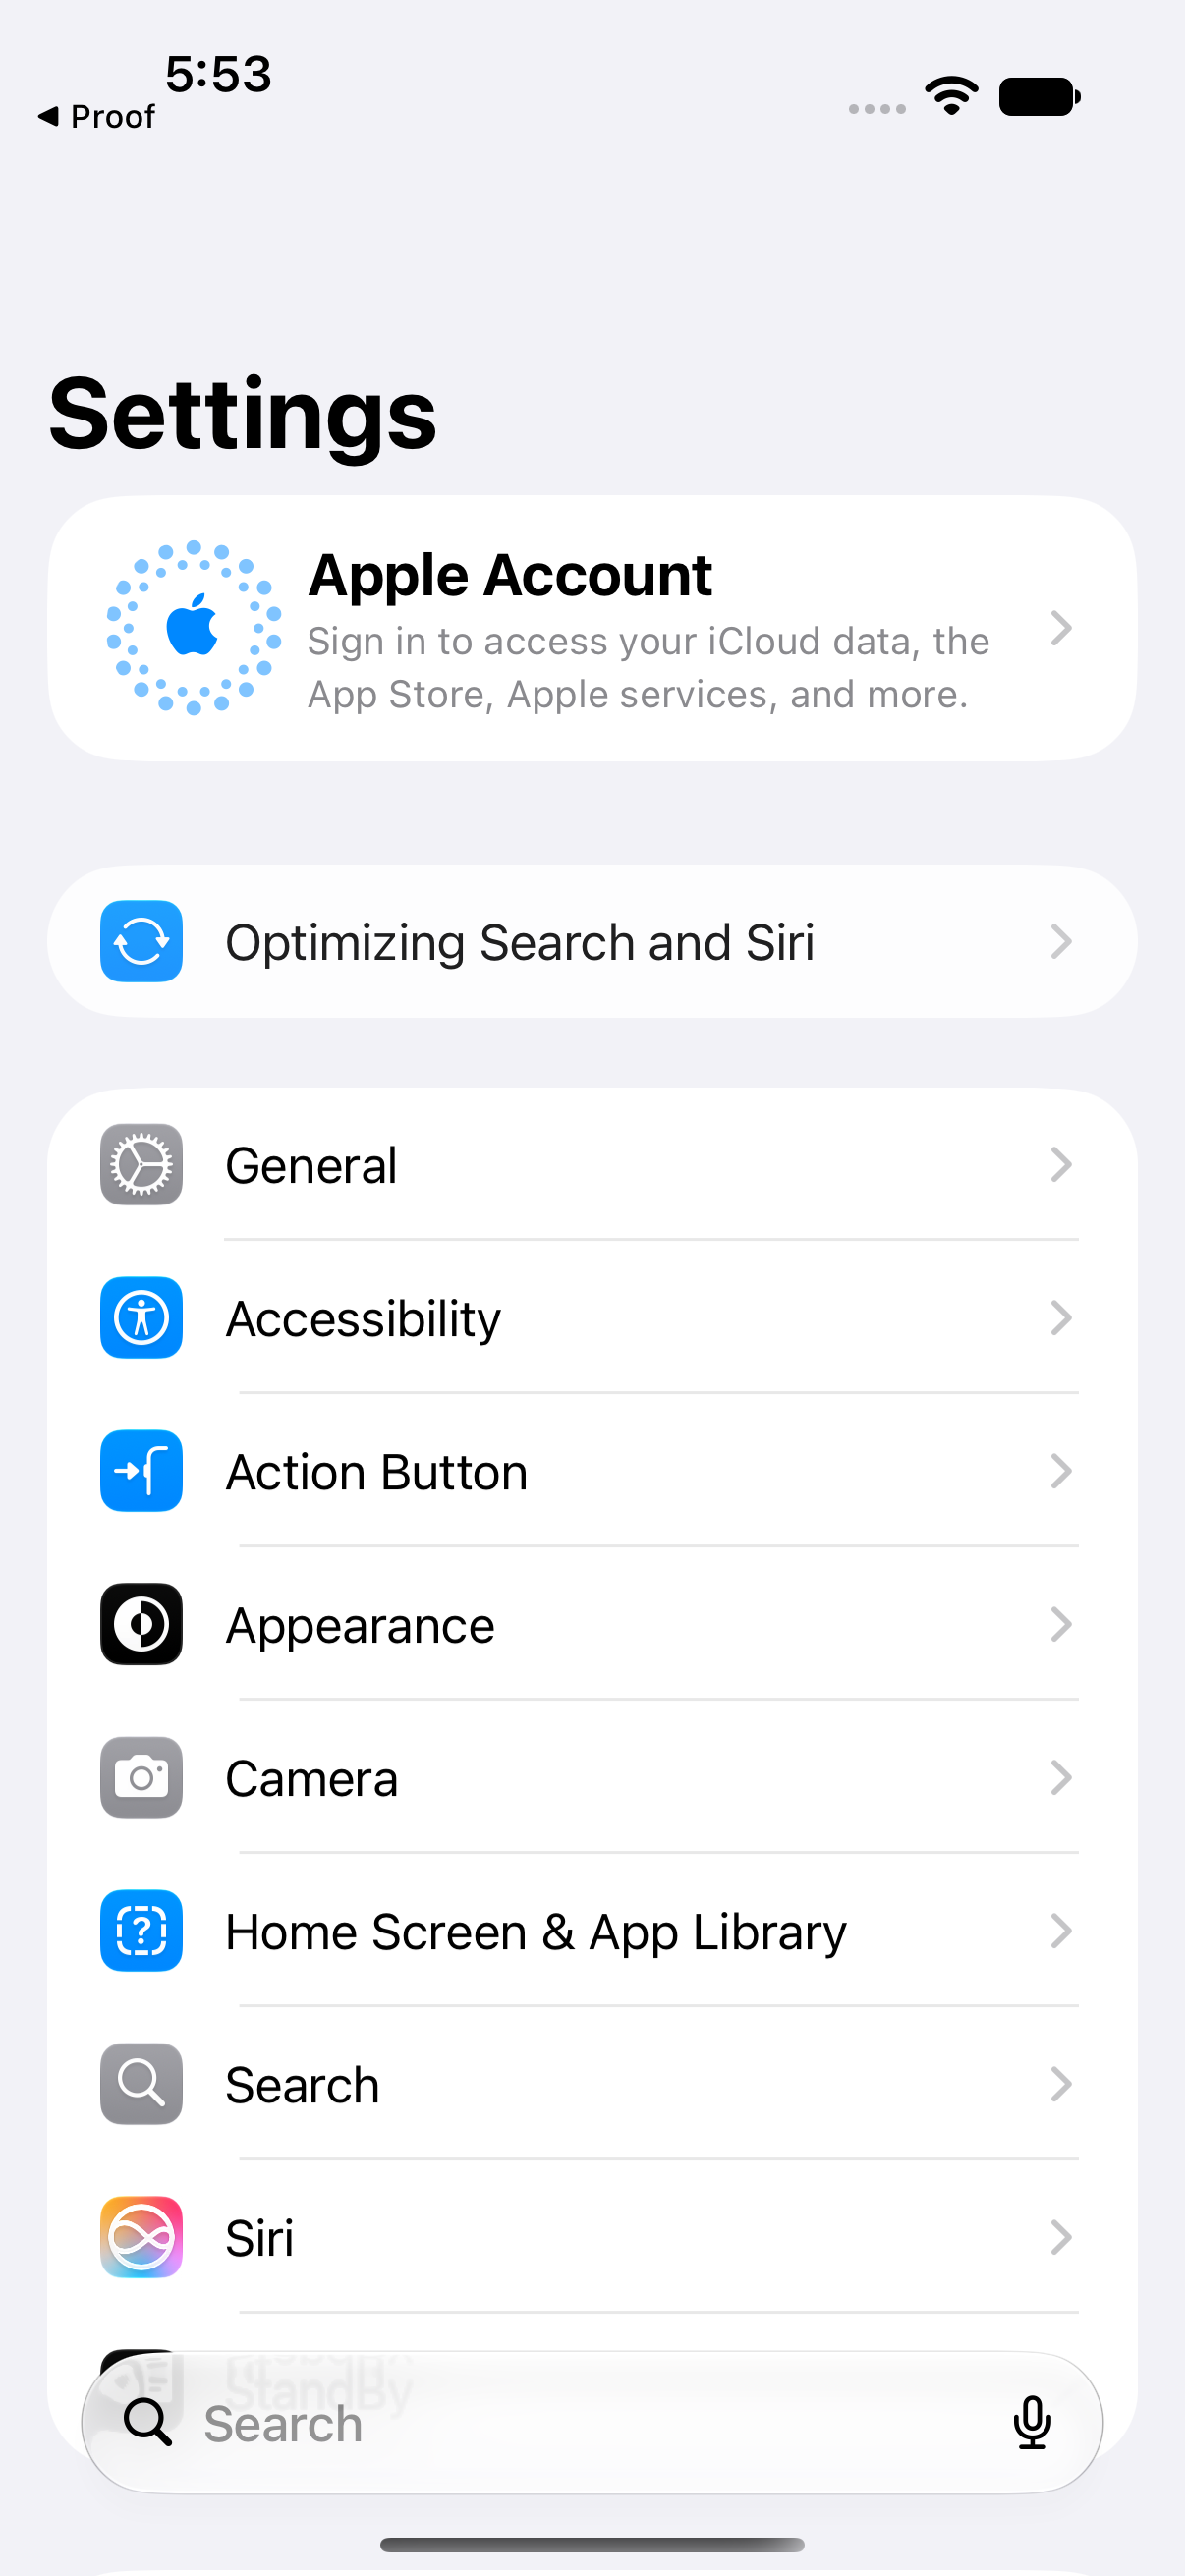 5:53
◀ Proof
Settings
Apple Account
Sign in to access your iCloud data, the
App Store, Apple services, and more.
Optimizing Search and Siri
General
Accessibility
Action Button
Appearance
Camera
Home Screen & App Library
Search
Siri
StandBy
Search